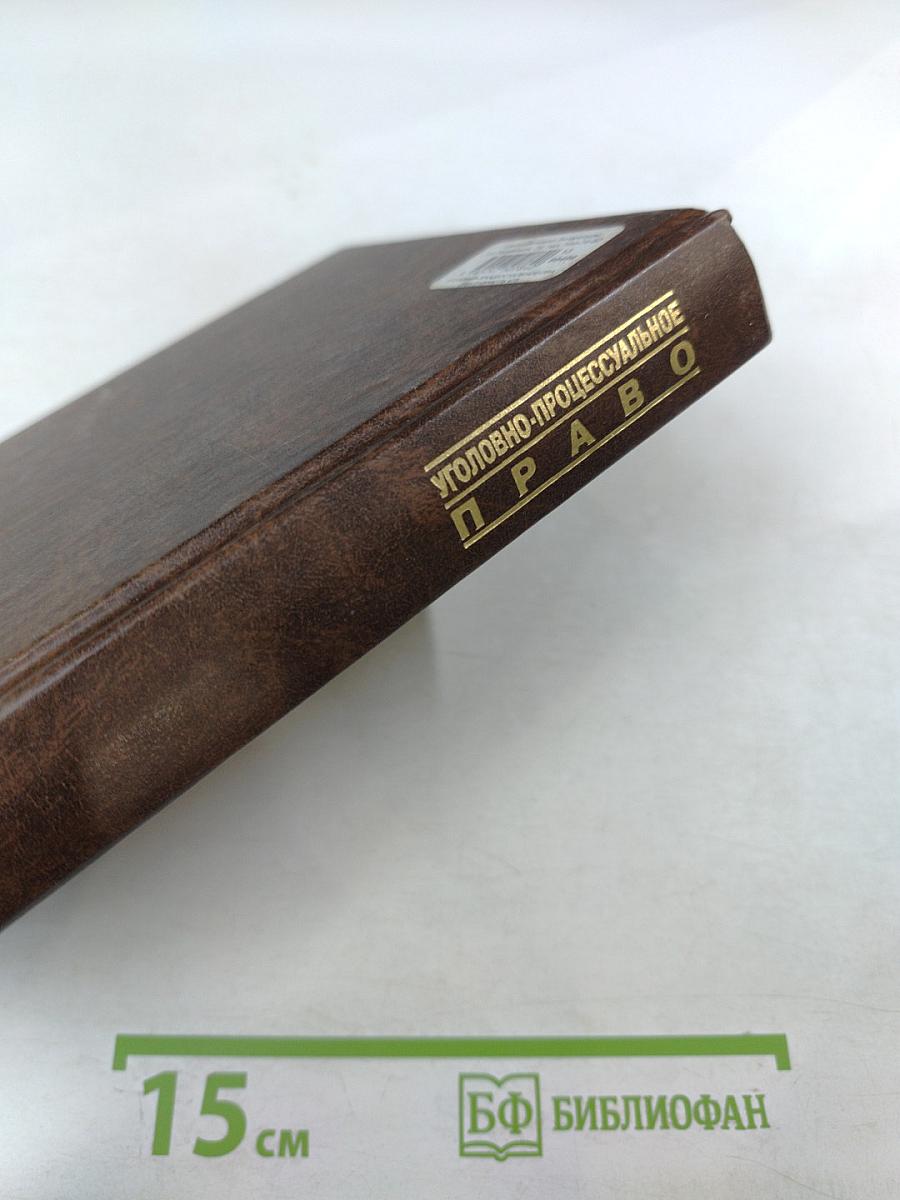 УГОЛОВНО-ПРОЦЕССУАЛЬНОЕ
ПРАВО
15 см
БФ БИБЛИОФАН